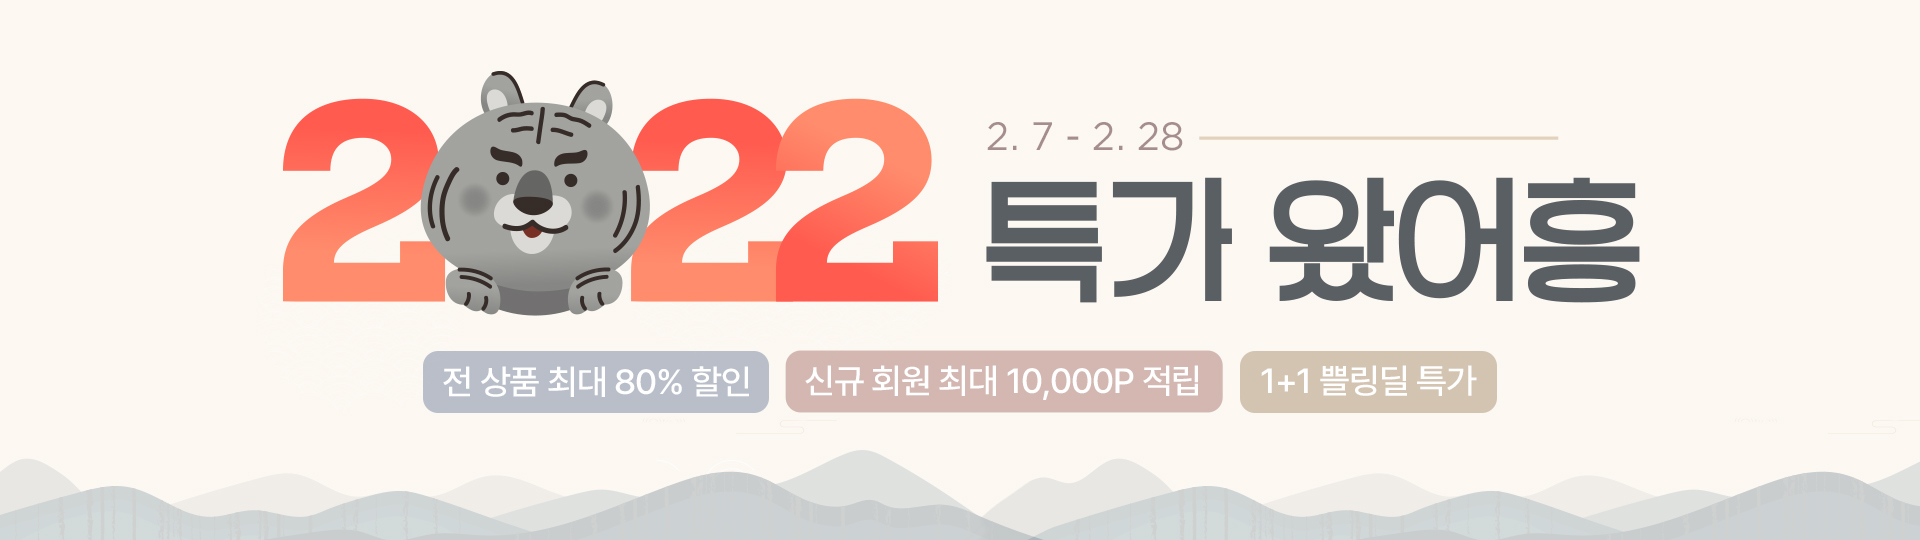 2022
2. 7 - 2. 28
특가 왔어흥
전 상품 최대 80% 할인
신규 회원 최대 10,000P 적립
1+1 쁠링딜 특가